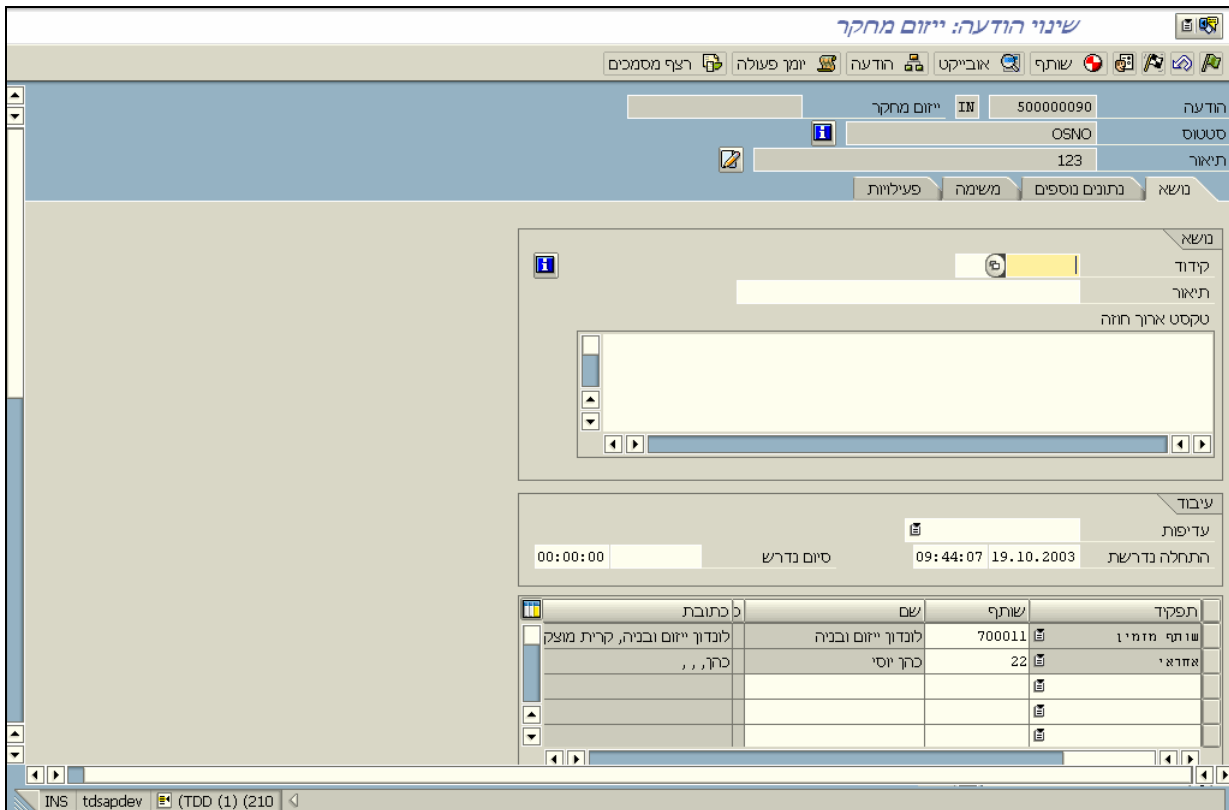 שינוי הודעה: ייזום מחקר
שותף אובייקט הודעה יומן פעולה רצף מסמכים
הודעה 500000090 IN ייזום מחקר
סטטוס OSNO
תיאור 123
נושא נתונים נוספים משימה פעילויות
נושא
קידוד
תיאור
טקסט ארוך חוזה
עיבוד
עדיפות
התחלה נדרשת 19.10.2003 09:44:07 סיום נדרש 00:00:00
תפקיד שותף שם כ כתובת
שותף מזמין 700011 לונדון ייזום ובניה לונדון ייזום ובניה, קרית מוצק
אחראי 22 כהן יוסי כהן, , ,
INS tdsapdev (TDD (1) (210